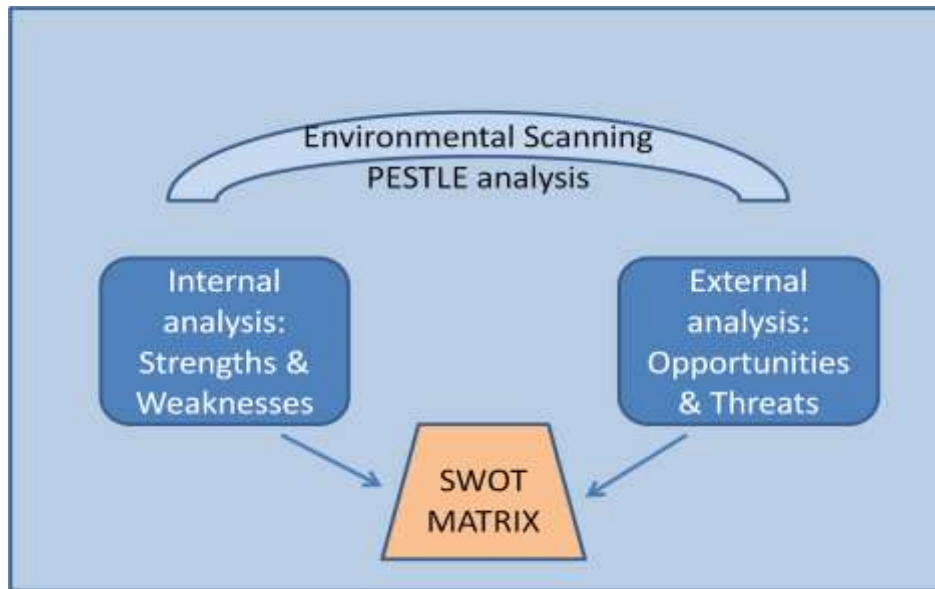 Environmental Scanning
PESTLE analysis
Internal
analysis:
Strengths &
Weaknesses
External
analysis:
Opportunities
& Threats
SWOT
MATRIX